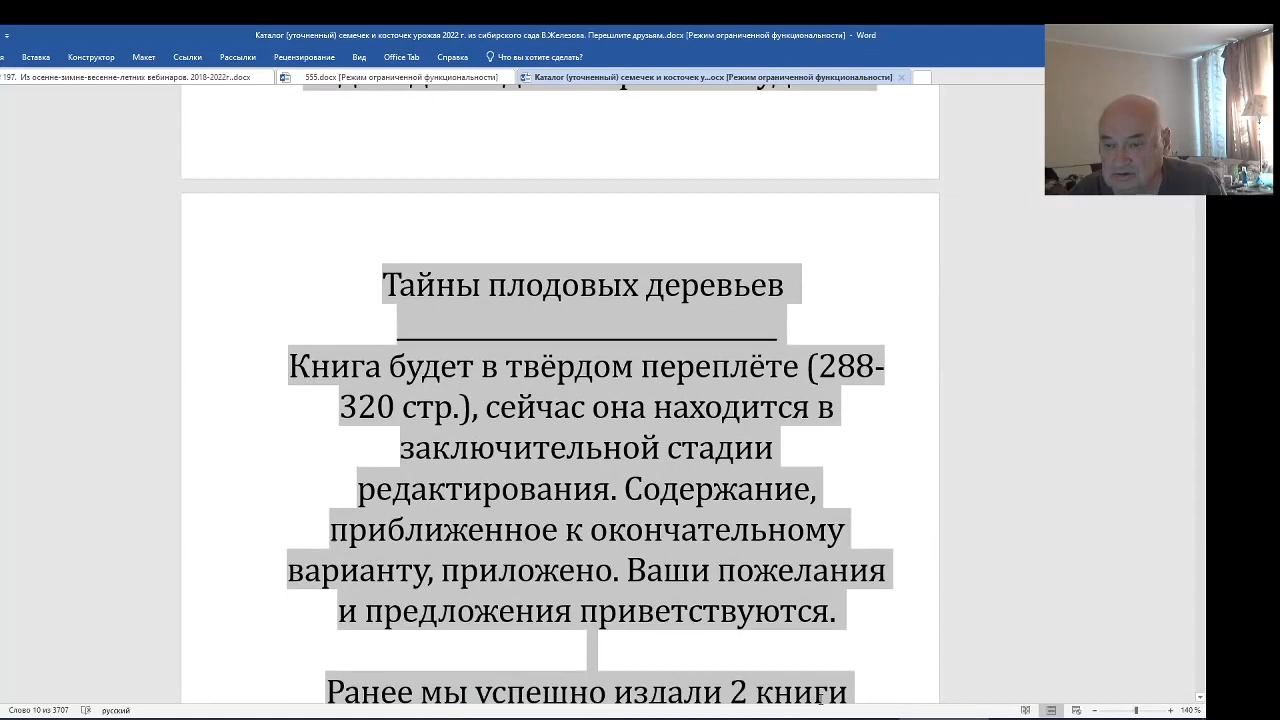 Каталог (уточненный) семечек и косточек урожая 2022 г. из сибирского сада В.Железова. Перешлите друзьям..docx [Режим ограниченной функциональности] - Word
Вставка Конструктор Макет Ссылки Рассылки Рецензирование Вид Office Tab Справка Что вы хотите сделать?
197. Из осенне-зимне-весенне-летних вебинаров. 2018-2022г..docx 555.docx [Режим ограниченной функциональности] Каталог (уточненный) семечек и косточек у...ocx [Режим ограниченной функциональности]
Тайны плодовых деревьев
Книга будет в твёрдом переплёте (288-
320 стр.), сейчас она находится в
заключительной стадии
редактирования. Содержание,
приближенное к окончательному
варианту, приложено. Ваши пожелания
и предложения приветствуются.
Ранее мы успешно издали 2 книги
Слово 10 из 3707 русский 140 %